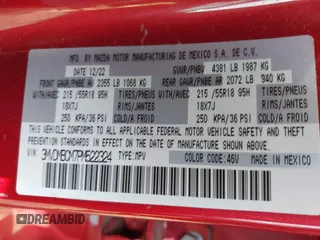 MFD. BY MAZDA MOTOR MANUFACTURING DE MEXICO S.A. DE C.V.
DATE 12/22 GVWR/PNBV 4381 LB 1987 KG
FRONT GAWR/PNBE AV 2355 LB 1068 KG REAR GAWR/PNBE AR 2072 LB 940 KG
WITH/AVEC 215 /55R18 95H TIRES/PNEUS WITH/AVEC 215 /55R18 95H TIRES/PNEUS
18X7J RIMS/JANTES 18X7J RIMS/JANTES
250 KPA/36 PSI COLD/A FROID 250 KPA/36 PSI COLD/A FROID
THIS VEHICLE CONFORMS TO ALL APPLICABLE FEDERAL MOTOR VEHICLE
SAFETY, BUMPER, AND THEFT PREVENTION STANDARDS IN EFFECT ON THE DATE
OF MANUFACTURE SHOWN ABOVE.
TYPE: MPV COLOR: 46V MADE IN MEXICO